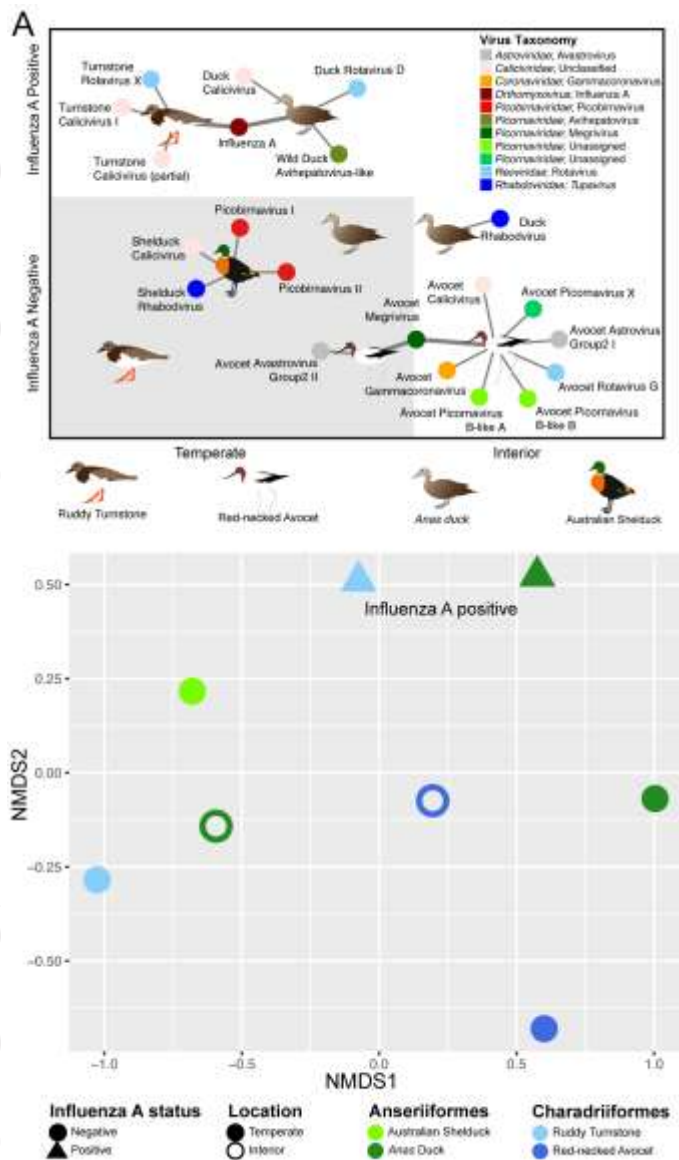 A
Influenza A Positive
Turnstone
Rotavirus X
Turnstone
Calicivirus I
Turnstone
Calicivirus (partial)
Influenza A
Duck
Calicivirus
Duck Rotavirus D
Wild Duck
Avihepatovirus-like
Virus Taxonomy
Astroviridae; Avastrovirus
Caliciviridae; Unclassified
Coronaviridae; Gammacoronavirus
Orthomyxovirus; Influenza A
Picobirnaviridae; Picobirnavirus
Picornaviridae; Avihepatovirus
Picornaviridae; Megrivirus
Picornaviridae; Unassigned
Picornaviridae; Unassigned
Reoviridae; Rotavirus
Rhabdoviridae; Tupavirus
Influenza A Negative
Picobirnavirus I
Shelduck
Calicivirus
Shelduck
Rhabdovirus
Picobirnavirus II
Duck
Rhabdovirus
Avocet
Calicivirus
Avocet Picornavirus X
Avocet
Megrivirus
Avocet Astrovirus
Group2 I
Avocet Avastrovirus
Group2 II
Avocet
Gammacoronavirus
Avocet Rotavirus G
Avocet Picornavirus
B-like A
Avocet Picornavirus
B-like B
Temperate
Interior
Ruddy Turnstone
Red-necked Avocet
Anas duck
Australian Shelduck
0.50
0.25
0.00
−0.25
−0.50
NMDS2
Influenza A positive
−1.0
−0.5
0.0
0.5
1.0
NMDS1
Influenza A status
Negative
Positive
Location
Temperate
Interior
Anseriiformes
Australian Shelduck
Anas Duck
Charadriiformes
Ruddy Turnstone
Red-necked Avocet